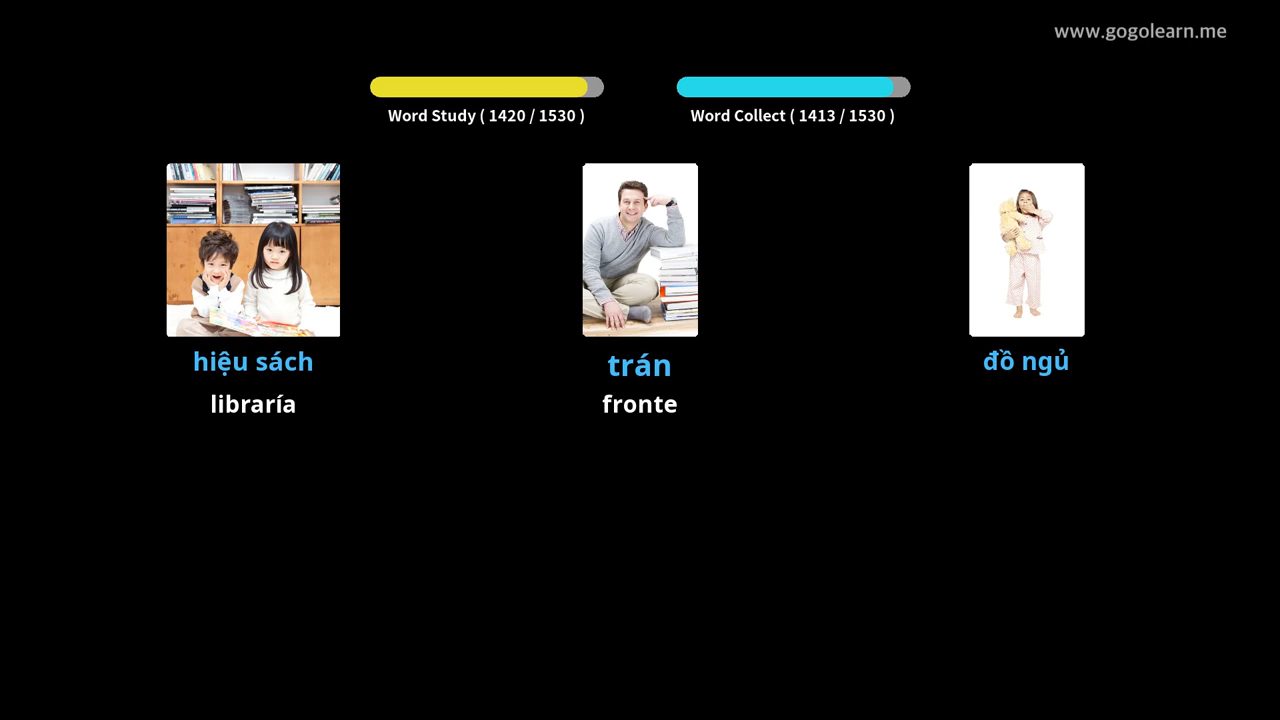 www.gogolearn.me
Word Study ( 1420 / 1530 )
Word Collect ( 1413 / 1530 )
hiệu sách
trán
đồ ngủ
libraría
fronte